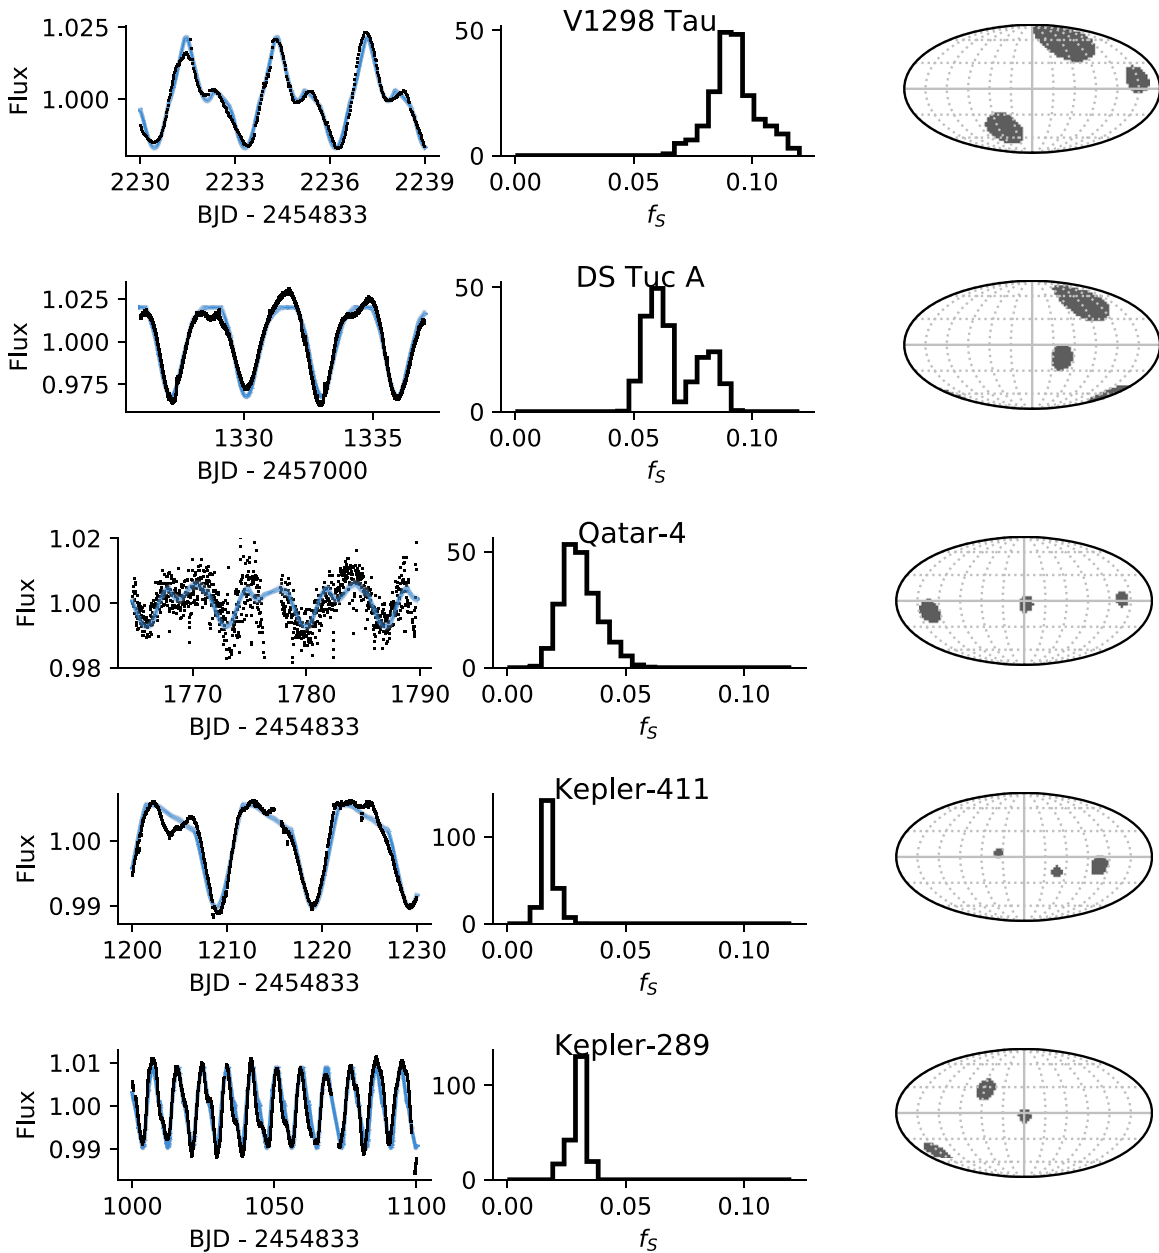 V1298 Tau
1.025
1.000
Flux
2230 2233 2236 2239
BJD - 2454833
50
0
0.00 0.05 0.10
f_S
DS Tuc A
1.025
1.000
0.975
Flux
1330 1335
BJD - 2457000
50
0
0.00 0.05 0.10
f_S
Qatar-4
1.02
1.00
0.98
Flux
1770 1780 1790
BJD - 2454833
50
0
0.00 0.05 0.10
f_S
Kepler-411
1.00
0.99
Flux
1200 1210 1220 1230
BJD - 2454833
100
0
0.00 0.05 0.10
f_S
Kepler-289
1.01
1.00
0.99
Flux
1000 1050 1100
BJD - 2454833
100
0
0.00 0.05 0.10
f_S